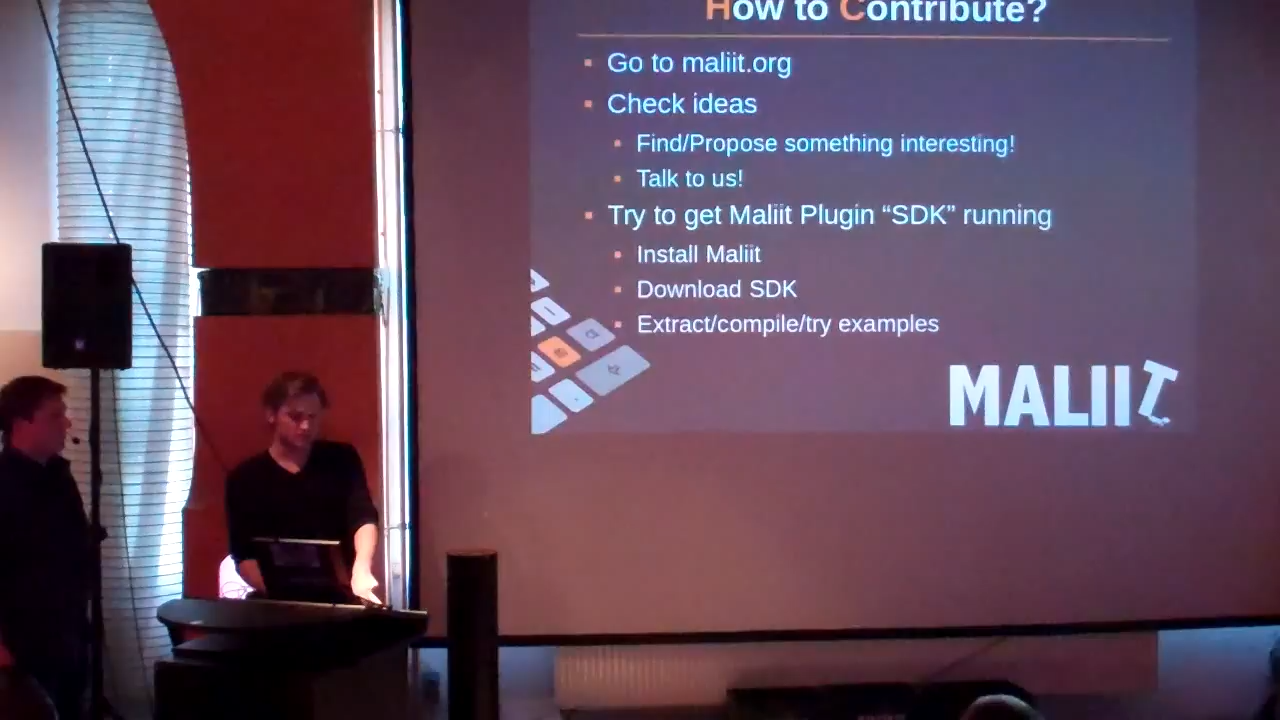 How to Contribute?
Go to maliit.org
Check ideas
Find/Propose something interesting!
Talk to us!
Try to get Maliit Plugin “SDK” running
Install Maliit
Download SDK
Extract/compile/try examples
MALIIT